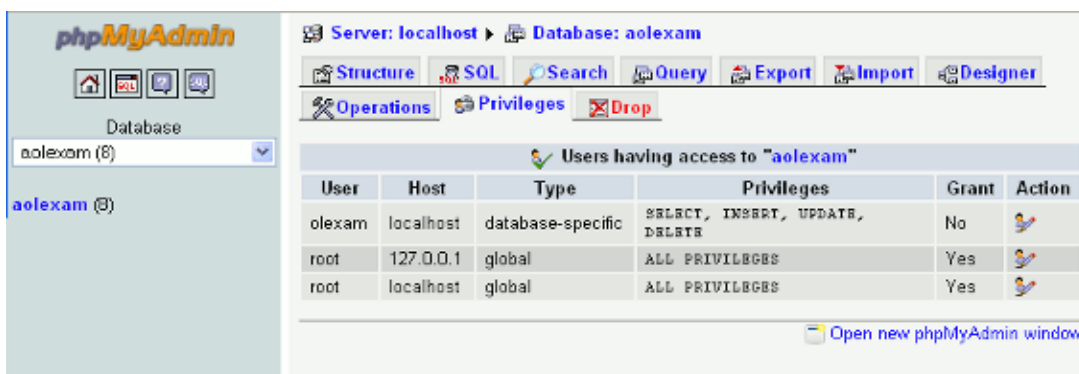 phpMyAdmin
SQL
Database
aolexam (8)
aolexam (8)
Server: localhost Database: aolexam
Structure SQL Search Query Export Import Designer
Operations Privileges Drop
Users having access to "aolexam"
User Host Type Privileges Grant Action
olexam localhost database-specific SELECT, INSERT, UPDATE,
DELETE No
root 127.0.0.1 global ALL PRIVILEGES Yes
root localhost global ALL PRIVILEGES Yes
Open new phpMyAdmin window